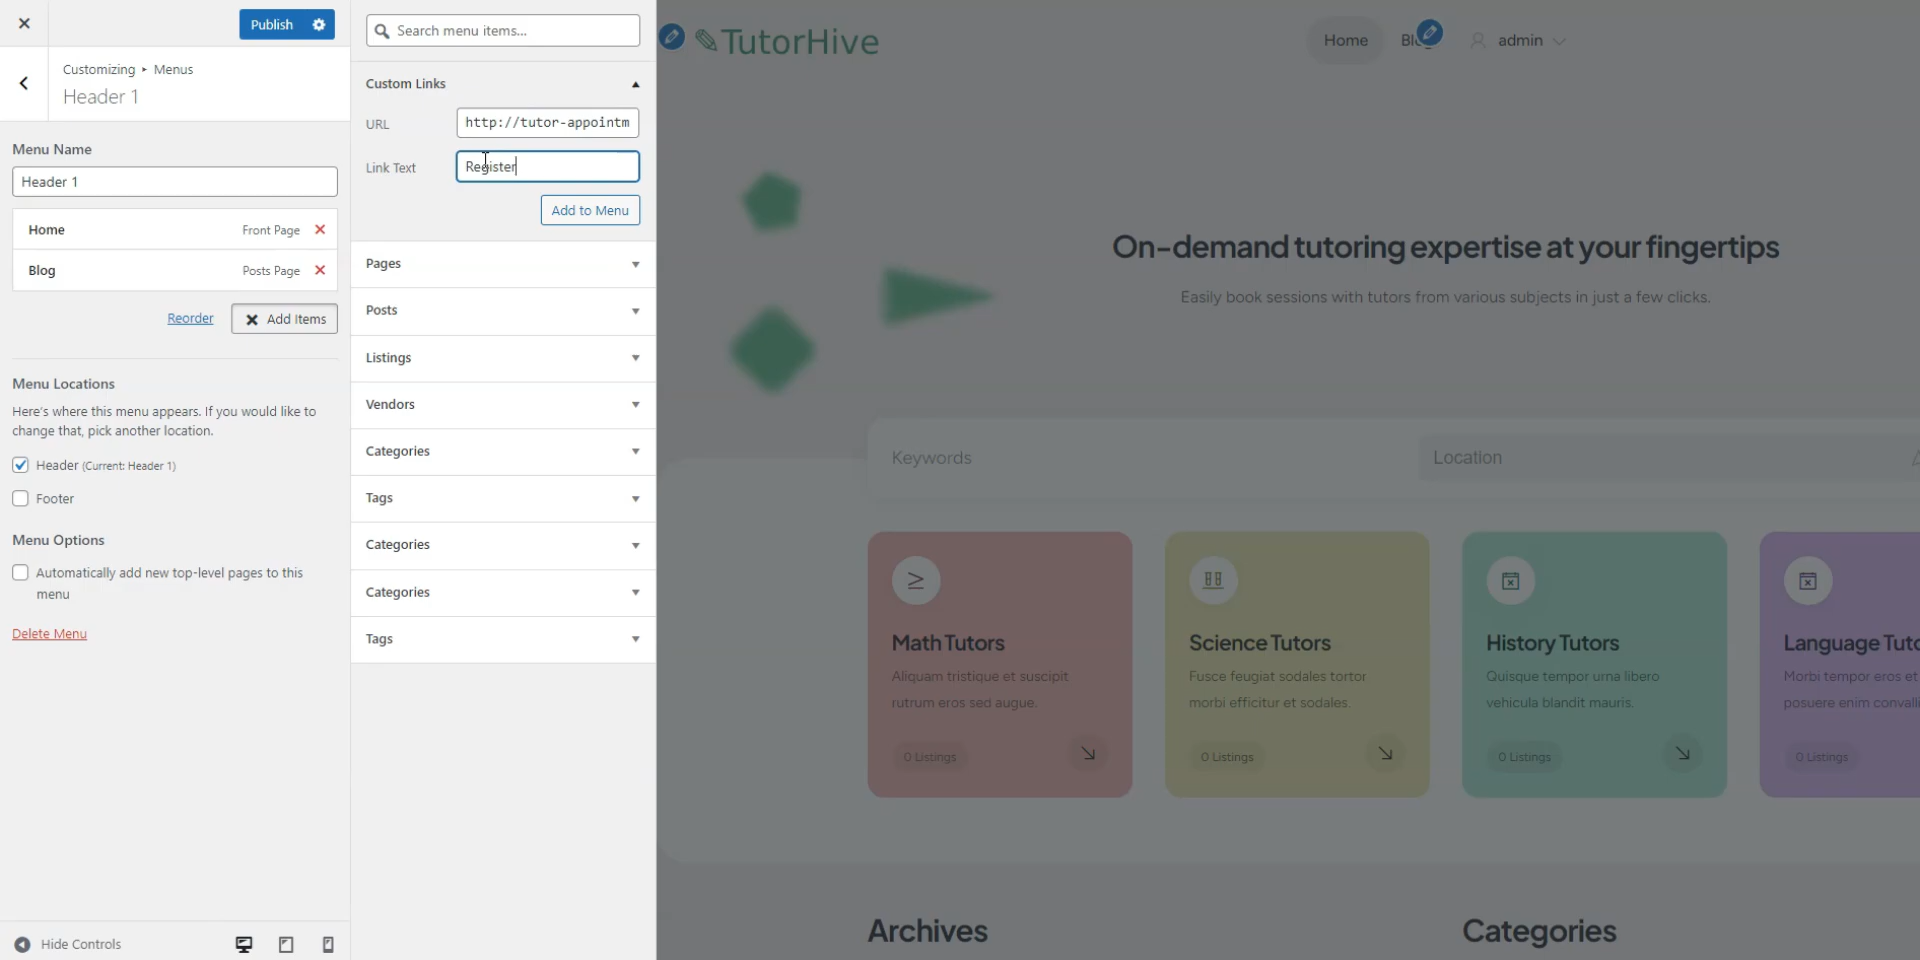 Publish
Customizing ▸ Menus
Header 1
Menu Name
Header 1
Home Front Page
Blog Posts Page
Reorder
Add Items
Menu Locations
Here's where this menu appears. If you would like to
change that, pick another location.
Header (Current: Header 1)
Footer
Menu Options
Automatically add new top-level pages to this
menu
Delete Menu
Hide Controls
Search menu items...
Custom Links
URL http://tutor-appointm
Link Text Register
Add to Menu
Pages
Posts
Listings
Vendors
Categories
Tags
Categories
Categories
Tags
TutorHive
Home
admin
On-demand tutoring expertise at your fingertips
Easily book sessions with tutors from various subjects in just a few clicks.
Keywords
Location
Math Tutors
Aliquam tristique et suscipit
rutrum eros sed augue.
0 Listings
Science Tutors
Fusce feugiat sodales tortor
morbi efficitur et sodales.
0 Listings
History Tutors
Quisque tempor urna libero
vehicula blandit mauris.
0 Listings
Language Tuto
Morbi tempor eros et
posuere enim convalli
0 Listings
Archives
Categories